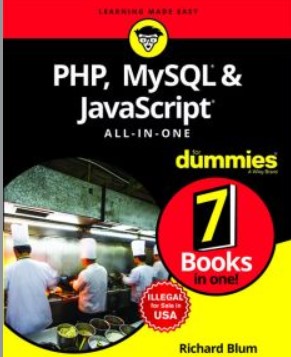 LEARNING MADE EASY
PHP, MySQL® &
JavaScript®
ALL-IN-ONE
for
dummies®
A Wiley Brand
7
Books
in one!
ILLEGAL
for Sale in
USA
Richard Blum